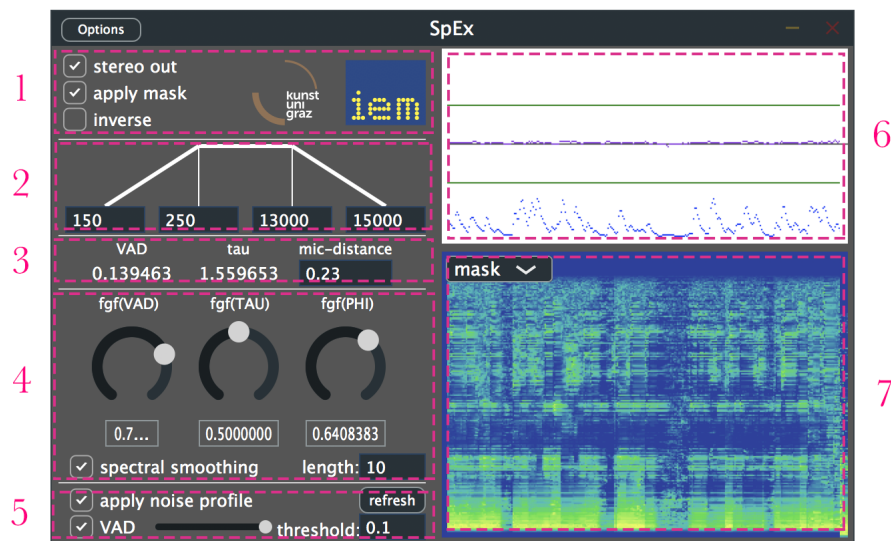 Options
SpEx
1
stereo out
apply mask
inverse
kunst
uni
graz
iem
2
150 250 13000 15000
3
VAD tau mic-distance
0.139463 1.559653 0.23
4
fgf(VAD) fgf(TAU) fgf(PHI)
0.7... 0.5000000 0.6408383
spectral smoothing length: 10
5
apply noise profile refresh
VAD threshold: 0.1
6
mask
7